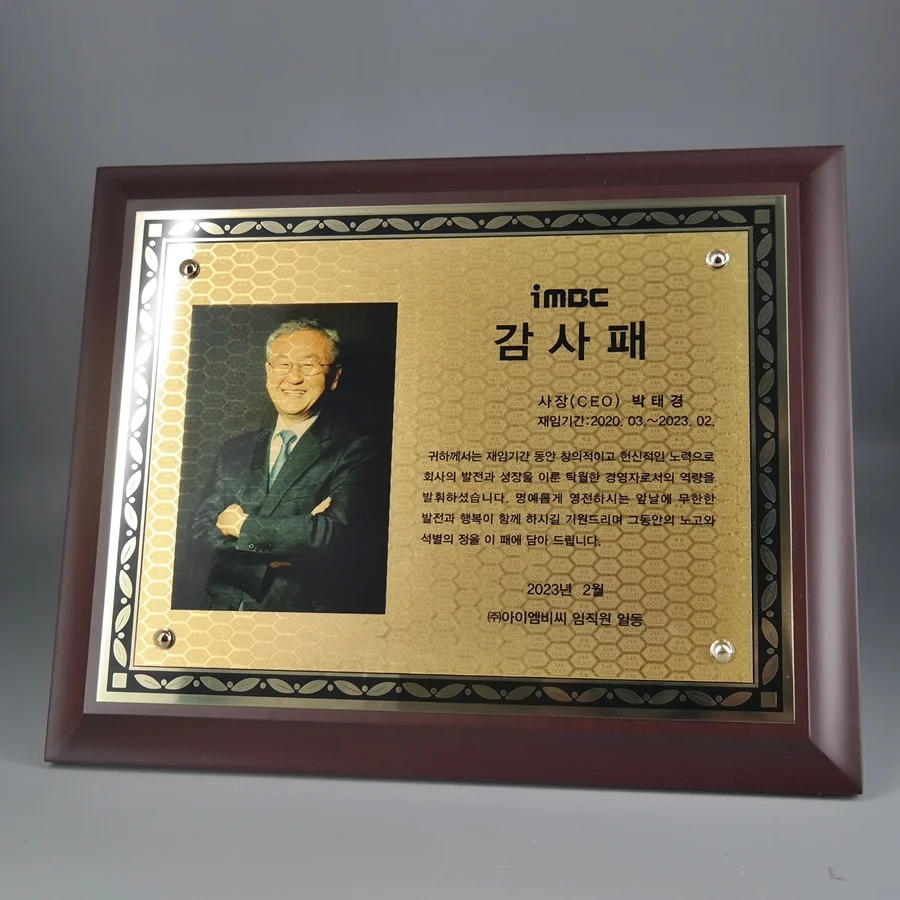 iMBC
감사패
사장(CEO) 박태경
재임기간:2020. 03.~2023. 02.
귀하께서는 재임기간 동안 창의적이고 헌신적인 노력으로
회사의 발전과 성장을 이룬 탁월한 경영자로서의 역량을
발휘하셨습니다. 명예롭게 영전하시는 앞날에 무한한
발전과 행복이 함께 하시길 기원드리며 그동안의 노고와
석별의 정을 이 패에 담아 드립니다.
2023년 2월
㈜아이엠비씨 임직원 일동